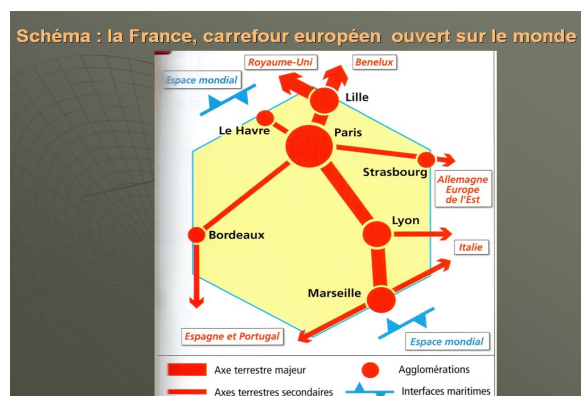 Schéma : la France, carrefour européen ouvert sur le monde
Royaume-Uni
Benelux
Espace mondial
Lille
Le Havre
Paris
Strasbourg
Allemagne
Europe
de l'Est
Lyon
Bordeaux
Italie
Marseille
Espagne et Portugal
Espace mondial
Axe terrestre majeur
Agglomérations
Axes terrestres secondaires
Interfaces maritimes